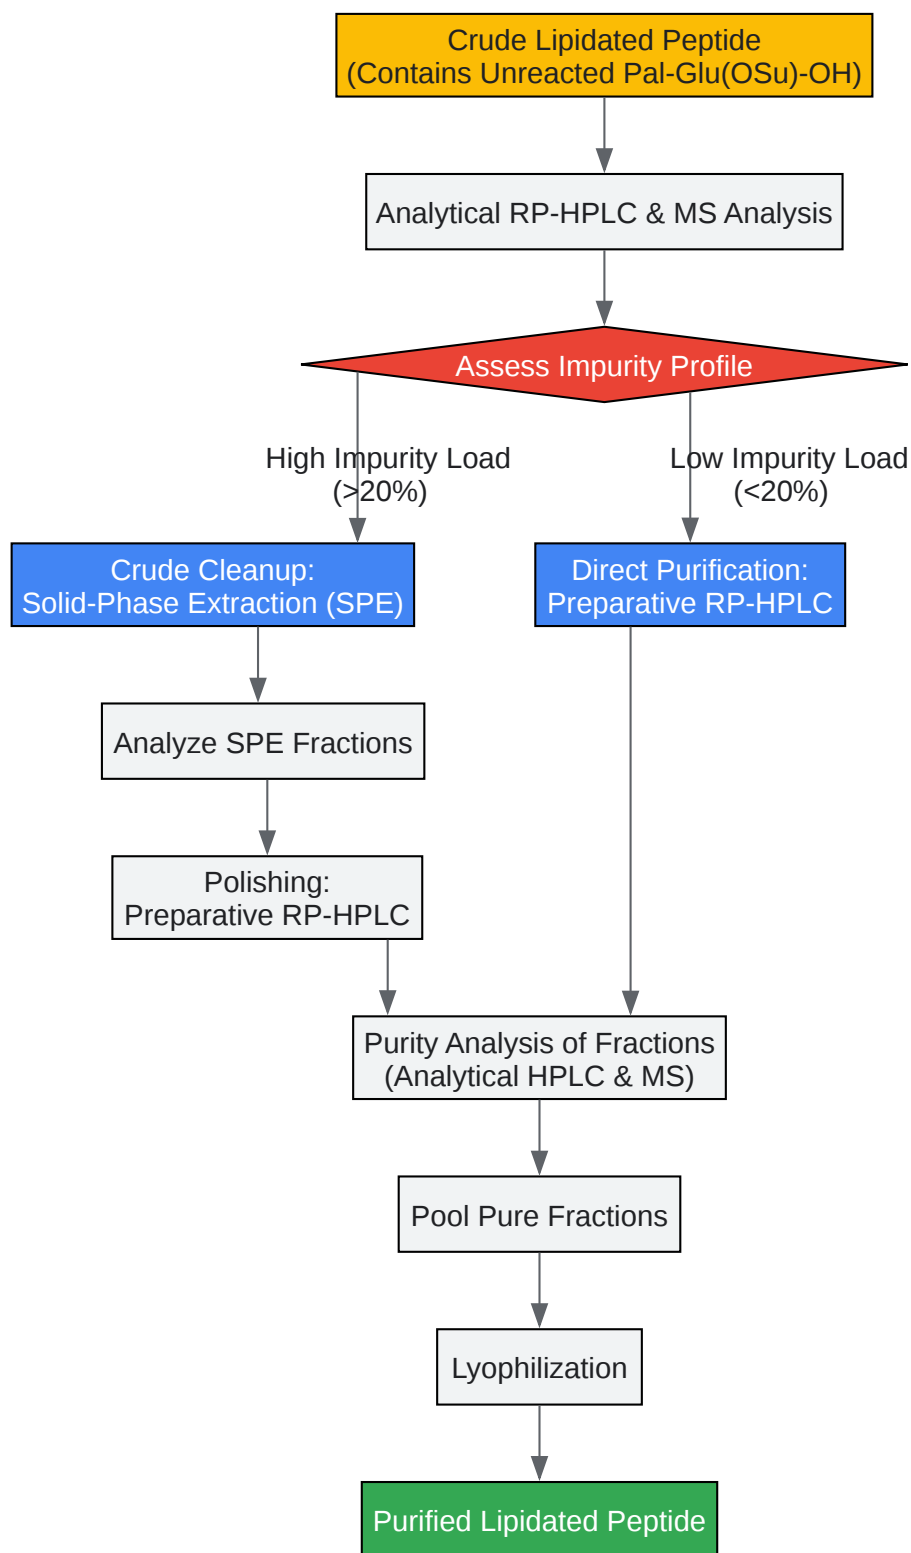 Crude Lipidated Peptide
(Contains Unreacted Pal-Glu(OSu)-OH)
Analytical RP-HPLC & MS Analysis
Assess Impurity Profile
High Impurity Load
(>20%)
Low Impurity Load
(<20%)
Crude Cleanup:
Solid-Phase Extraction (SPE)
Direct Purification:
Preparative RP-HPLC
Analyze SPE Fractions
Polishing:
Preparative RP-HPLC
Purity Analysis of Fractions
(Analytical HPLC & MS)
Pool Pure Fractions
Lyophilization
Purified Lipidated Peptide